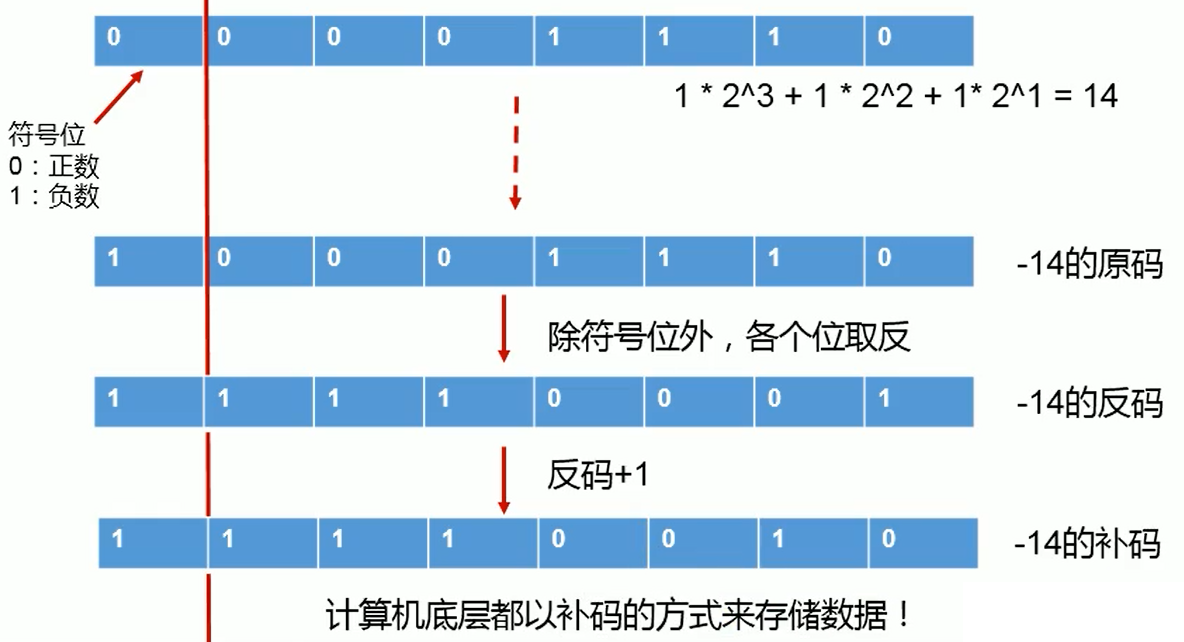 0 0 0 0 1 1 1 0
1 * 2^3 + 1 * 2^2 + 1* 2^1 = 14
符号位
0：正数
1：负数
1 0 0 0 1 1 1 0 -14的原码
除符号位外，各个位取反
1 1 1 1 0 0 0 1 -14的反码
反码+1
1 1 1 1 0 0 1 0 -14的补码
计算机底层都以补码的方式来存储数据！